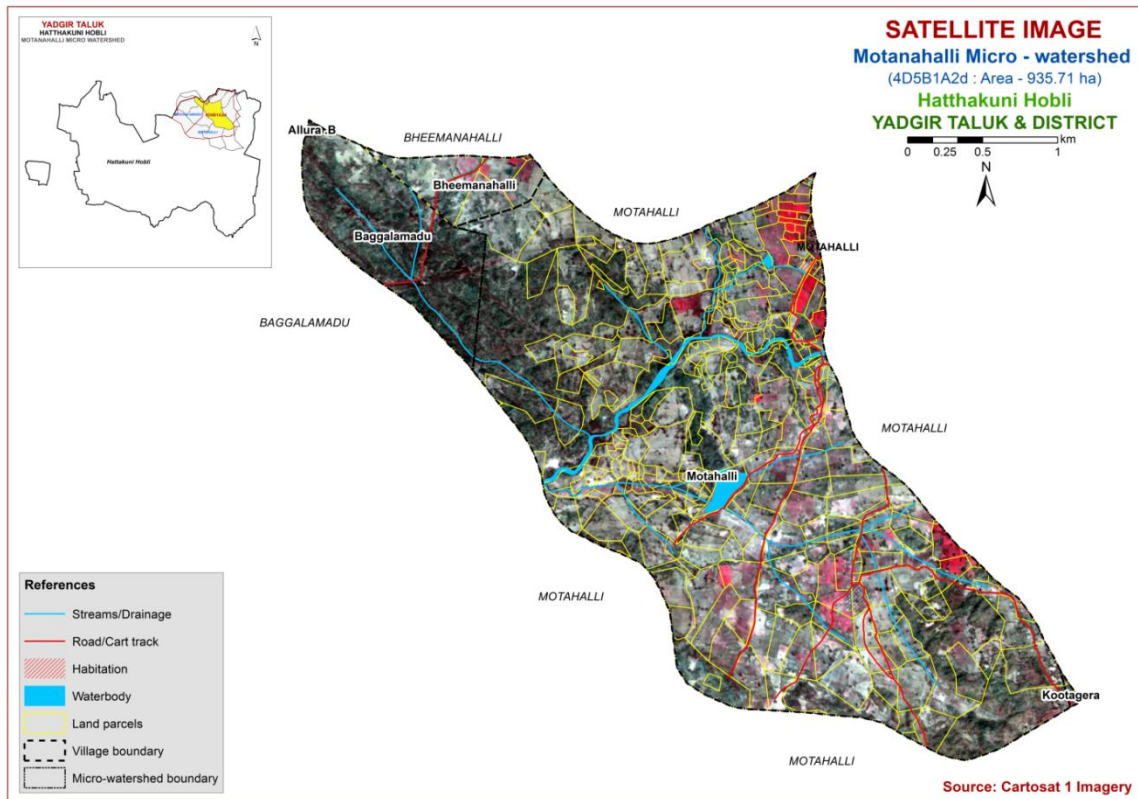 YADGIR TALUK
HATTHAKUNI HOBLI
MOTANAHALLI MICRO WATERSHED
N
Hattakuni Hobli
SATELLITE IMAGE
Motanahalli Micro - watershed
(4D5B1A2d : Area - 935.71 ha)
Hatthakuni Hobli
YADGIR TALUK & DISTRICT
km
0 0.25 0.5 1
N
Allura.B
BHEEMANAHALLI
Bheemanahalli
MOTAHALLI
Baggalamadu
MOTAHALLI
BAGGALAMADU
MOTAHALLI
Motahalli
MOTAHALLI
Kootagera
MOTAHALLI
References
Streams/Drainage
Road/Cart track
Habitation
Waterbody
Land parcels
Village boundary
Micro-watershed boundary
Source: Cartosat 1 Imagery